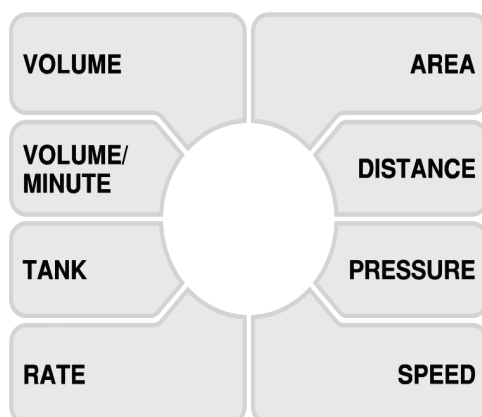 VOLUME
AREA
VOLUME/
MINUTE
DISTANCE
TANK
PRESSURE
RATE
SPEED